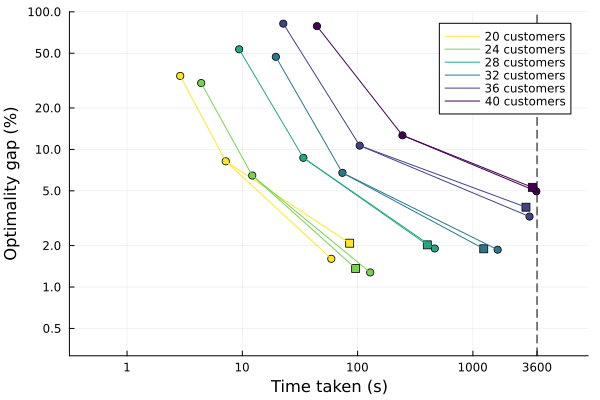 100.0
50.0
20.0
10.0
5.0
2.0
1.0
0.5
Optimality gap (%)
20 customers
24 customers
28 customers
32 customers
36 customers
40 customers
1
10
100
1000
3600
Time taken (s)